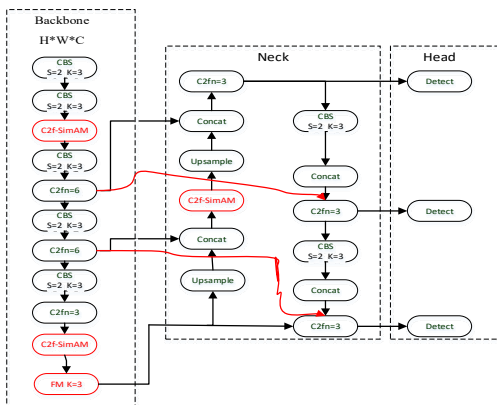 Backbone
H*W*C
CBS
S=2 K=3
CBS
S=2 K=3
C2f-SimAM
CBS
S=2 K=3
C2fn=6
CBS
S=2 K=3
C2fn=6
CBS
S=2 K=3
C2fn=3
C2f-SimAM
FM K=3
Neck
C2fn=3
Concat
Upsample
C2f-SimAM
Concat
Upsample
CBS
S=2 K=3
Concat
C2fn=3
CBS
S=2 K=3
Concat
C2fn=3
Head
Detect
Detect
Detect